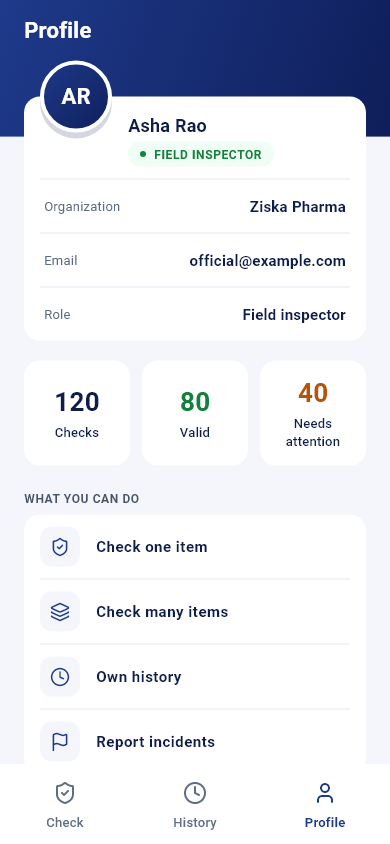 Profile
AR
Asha Rao
FIELD INSPECTOR
Organization
Ziska Pharma
Email
official@example.com
Role
Field inspector
120
Checks
80
Valid
40
Needs
attention
WHAT YOU CAN DO
Check one item
Check many items
Own history
Report incidents
Check
History
Profile